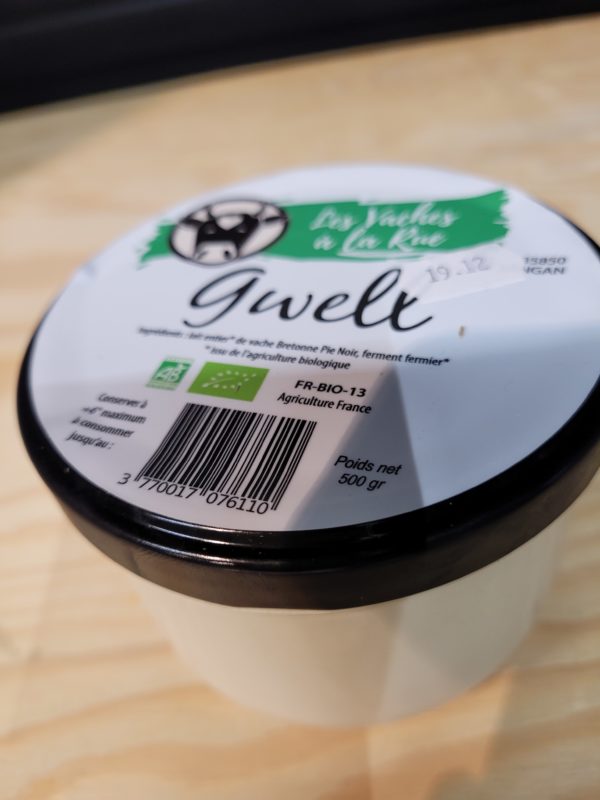 Les Vaches
à La Rue
Gwell
19.12
IGAN
Ingrédients : lait entier* de vache Bretonne Pie Noir, ferment fermier*
* Issu de l'agriculture biologique
AB
FR-BIO-13
Agriculture France
Conserver à
+4° maximum
à consommer
jusqu'au :
3 770017 076110
Poids net
500 gr